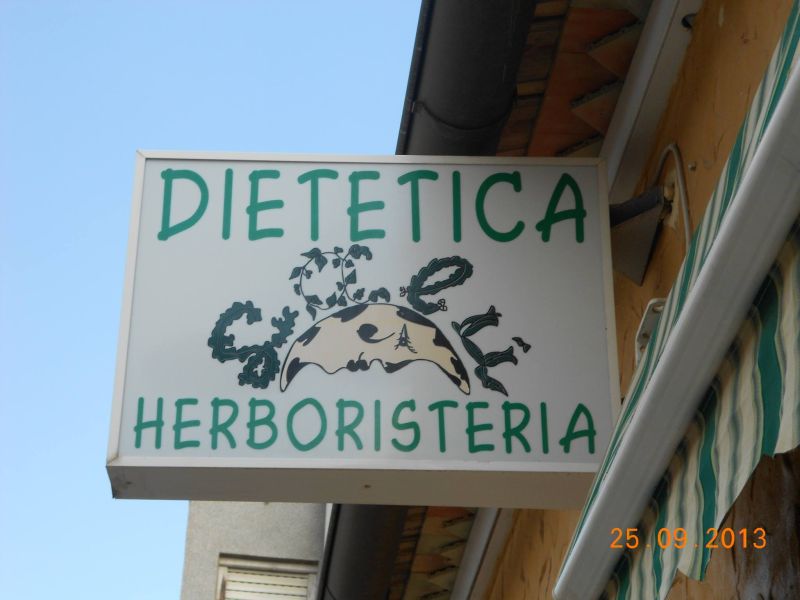 DIETETICA
HERBORISTERIA
25.09.2013